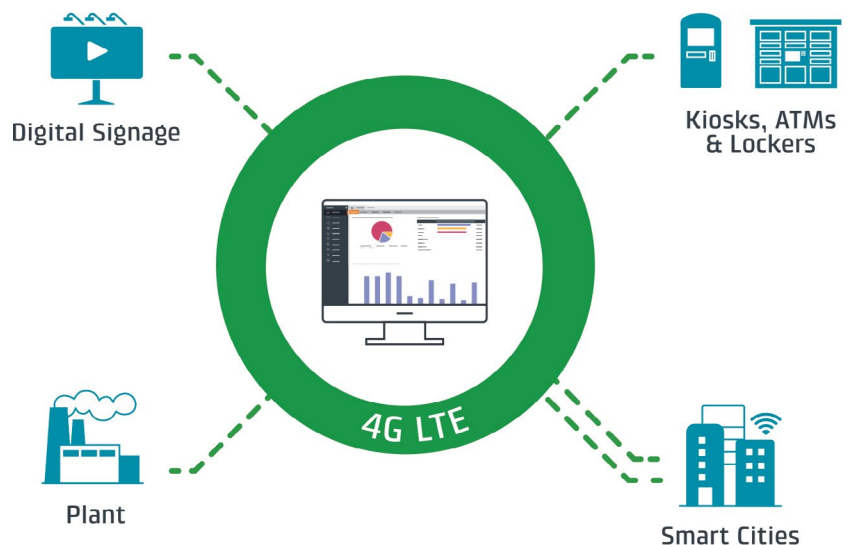 Digital Signage
Kiosks, ATMs
& Lockers
4G LTE
Plant
Smart Cities